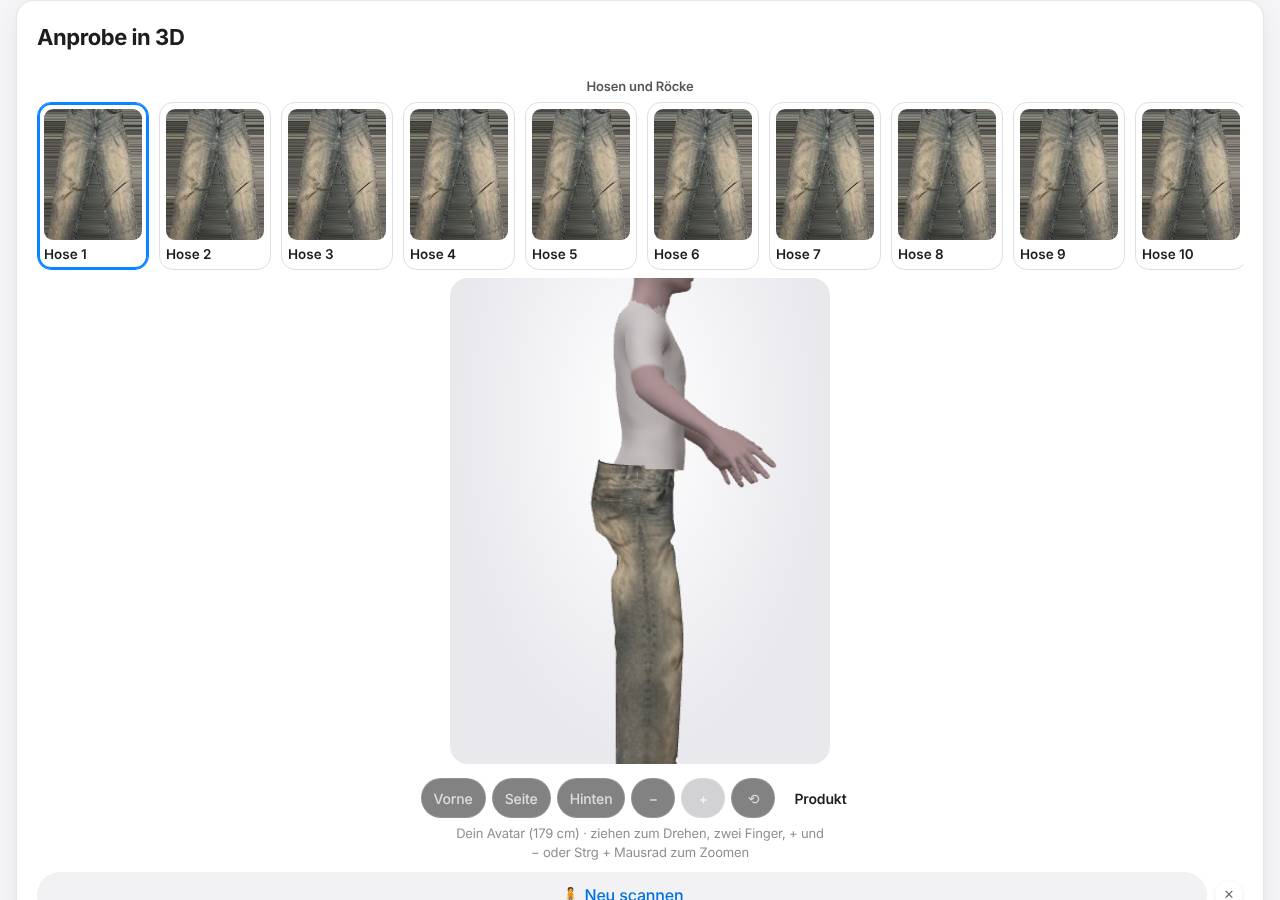 Anprobe in 3D
Hosen und Röcke
Hose 1
Hose 2
Hose 3
Hose 4
Hose 5
Hose 6
Hose 7
Hose 8
Hose 9
Hose 10
Vorne
Seite
Hinten
−
+
⟲
Produkt
Dein Avatar (179 cm) · ziehen zum Drehen, zwei Finger, + und
− oder Strg + Mausrad zum Zoomen
🧍 Neu scannen
×